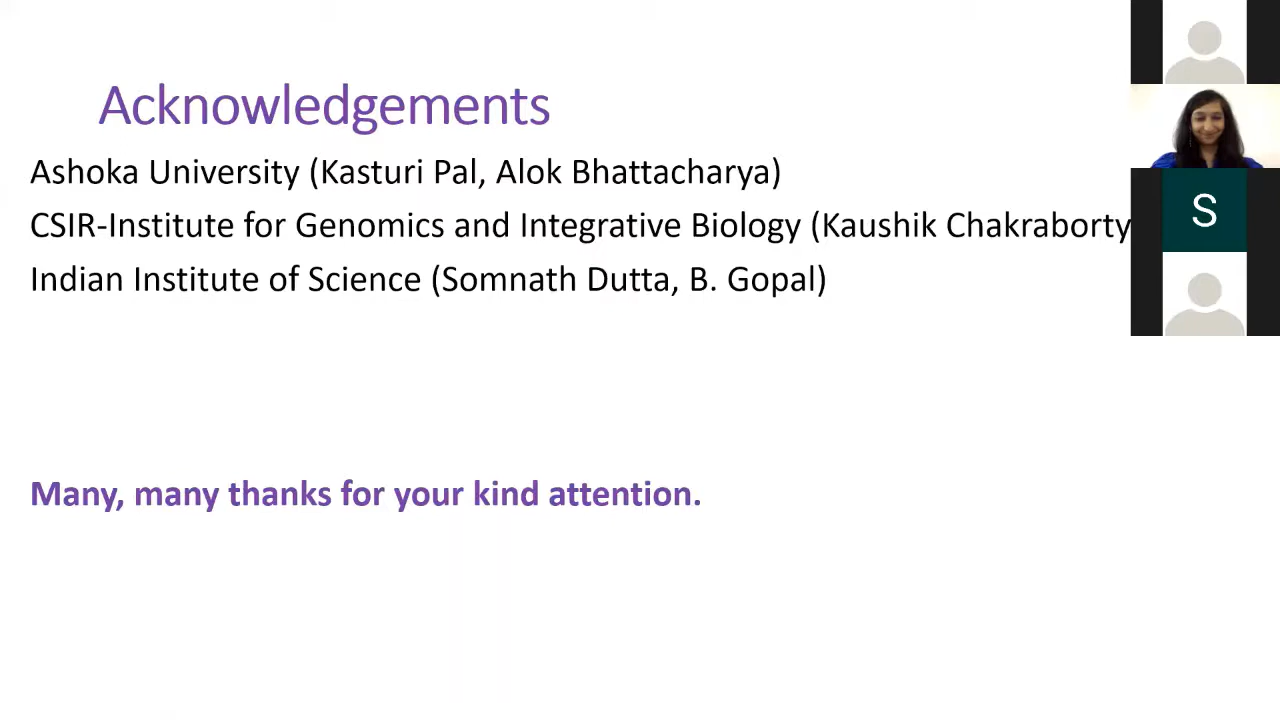 Acknowledgements
Ashoka University (Kasturi Pal, Alok Bhattacharya)
CSIR-Institute for Genomics and Integrative Biology (Kaushik Chakraborty
S
Indian Institute of Science (Somnath Dutta, B. Gopal)
Many, many thanks for your kind attention.